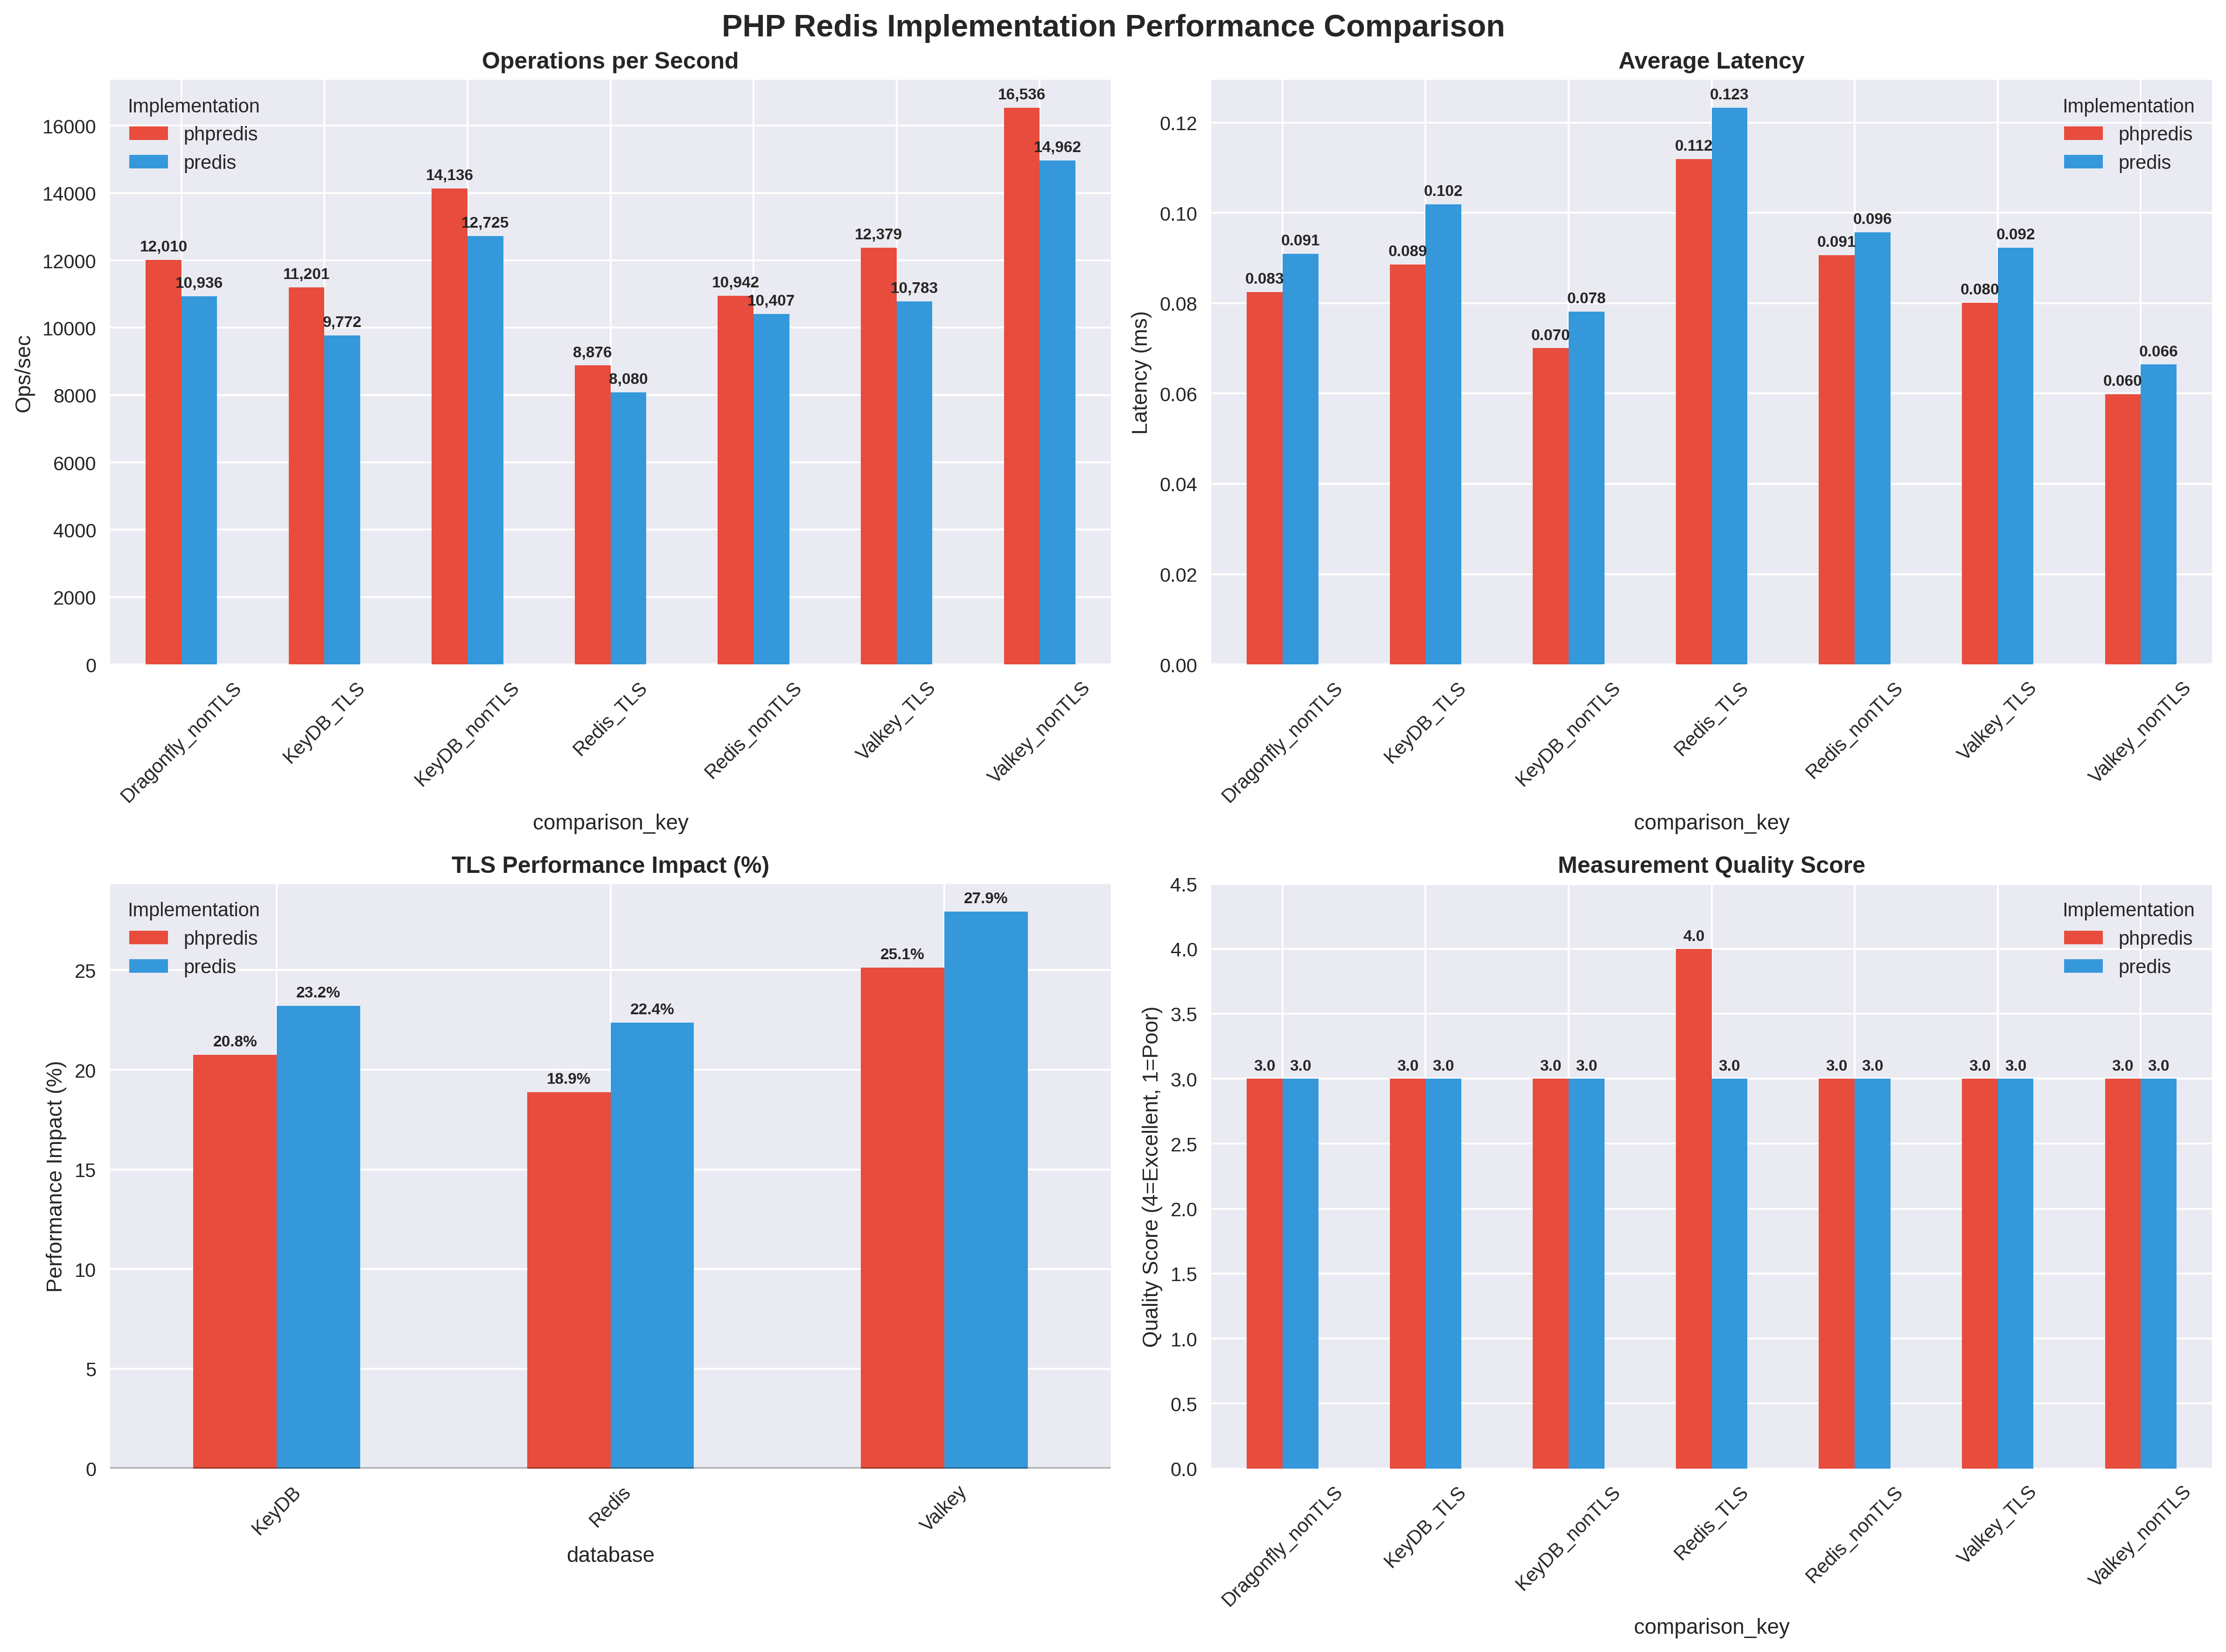 PHP Redis Implementation Performance Comparison
Operations per Second
Ops/sec
16000
14000
12000
10000
8000
6000
4000
2000
0
Implementation
phpredis
predis
12,010
10,936
11,201
9,772
14,136
12,725
8,876
8,080
10,942
10,407
12,379
10,783
16,536
14,962
Dragonfly_nonTLS
KeyDB_TLS
KeyDB_nonTLS
Redis_TLS
Redis_nonTLS
Valkey_TLS
Valkey_nonTLS
comparison_key
Average Latency
Latency (ms)
0.12
0.10
0.08
0.06
0.04
0.02
0.00
Implementation
phpredis
predis
0.083
0.091
0.089
0.102
0.070
0.078
0.112
0.123
0.091
0.096
0.080
0.092
0.060
0.066
Dragonfly_nonTLS
KeyDB_TLS
KeyDB_nonTLS
Redis_TLS
Redis_nonTLS
Valkey_TLS
Valkey_nonTLS
comparison_key
TLS Performance Impact (%)
Performance Impact (%)
25
20
15
10
5
0
Implementation
phpredis
predis
20.8%
23.2%
18.9%
22.4%
25.1%
27.9%
KeyDB
Redis
Valkey
database
Measurement Quality Score
Quality Score (4=Excellent, 1=Poor)
4.5
4.0
3.5
3.0
2.5
2.0
1.5
1.0
0.5
0.0
Implementation
phpredis
predis
3.0
3.0
3.0
3.0
3.0
3.0
4.0
3.0
3.0
3.0
3.0
3.0
3.0
3.0
Dragonfly_nonTLS
KeyDB_TLS
KeyDB_nonTLS
Redis_TLS
Redis_nonTLS
Valkey_TLS
Valkey_nonTLS
comparison_key